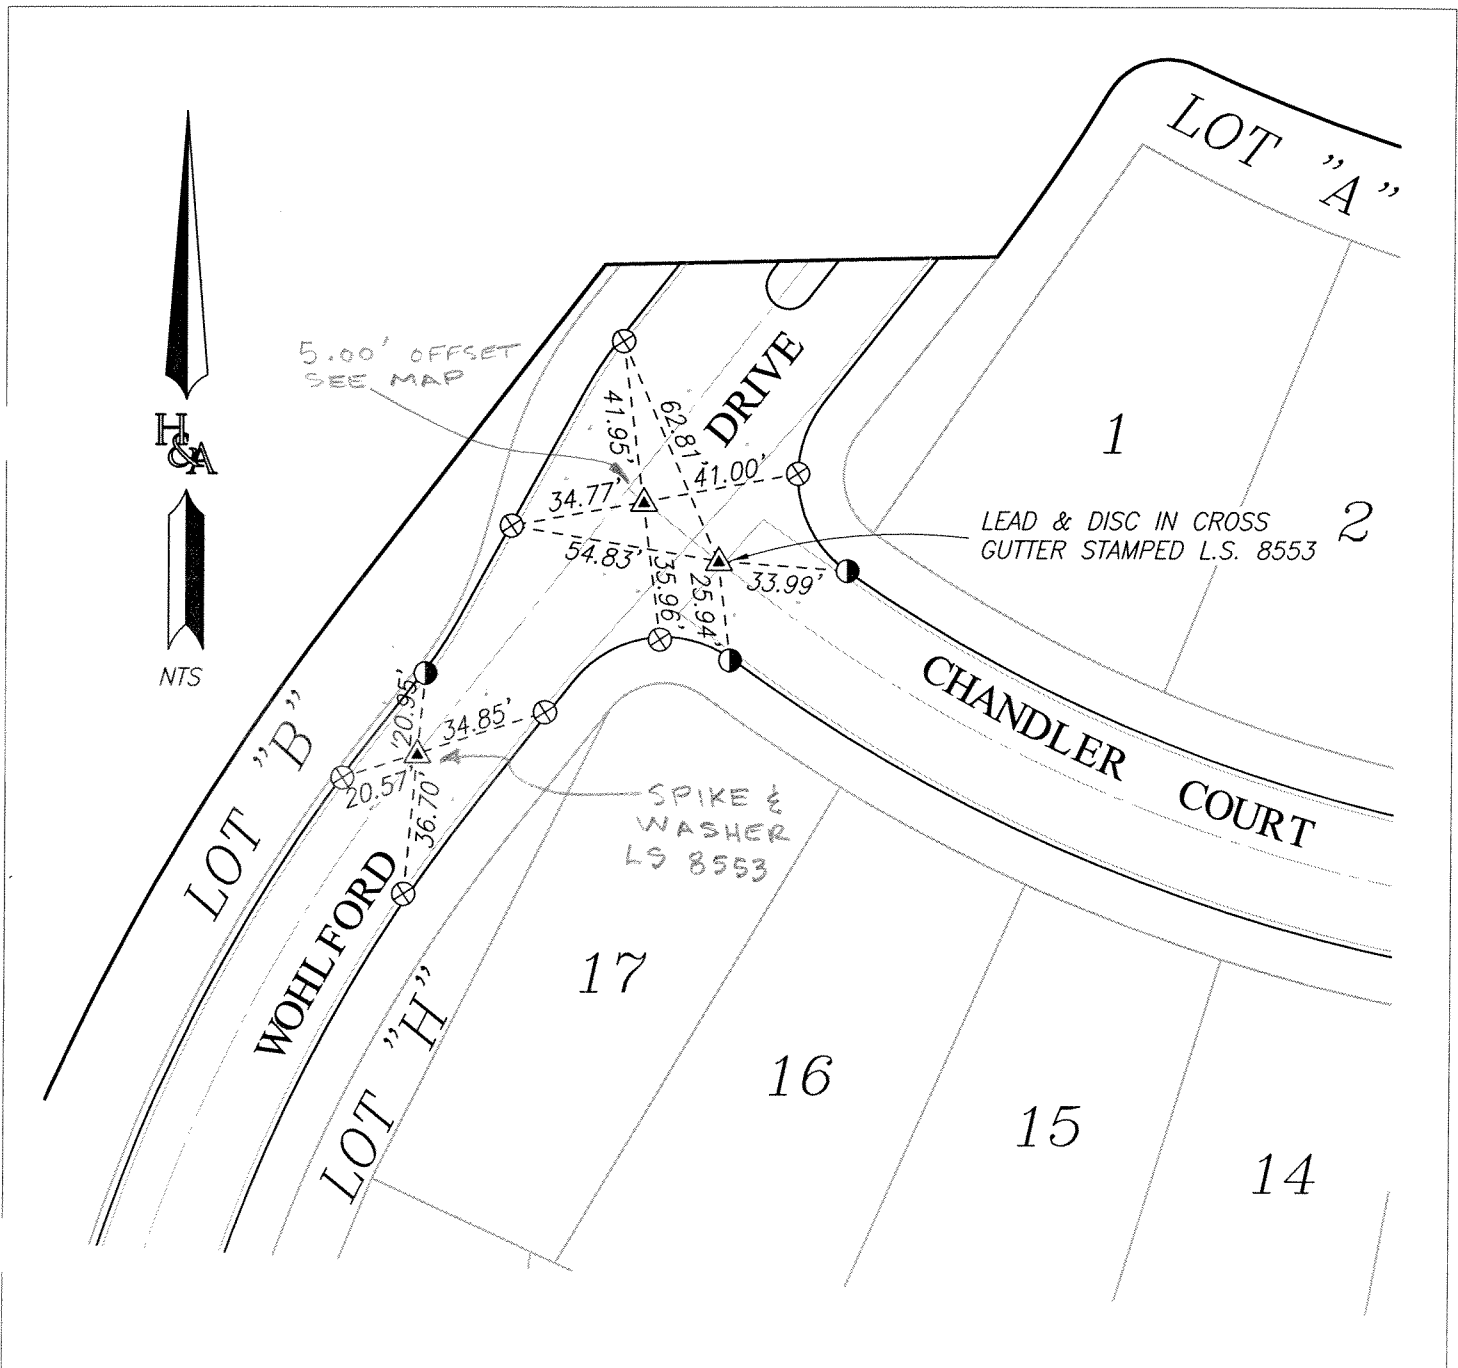 LOT "A"
5.00' OFFSET
SEE MAP
DRIVE
41.95'
62.81'
H&A
1
34.77'
41.00'
LEAD & DISC IN CROSS
GUTTER STAMPED L.S. 8553
2
54.83'
35.96'
25.94'
33.99'
NTS
LOT "B"
20.95'
34.85'
20.57'
36.70'
CHANDLER COURT
SPIKE &
WASHER
LS 8553
WOHLFORD
LOT "H"
17
16
15
14